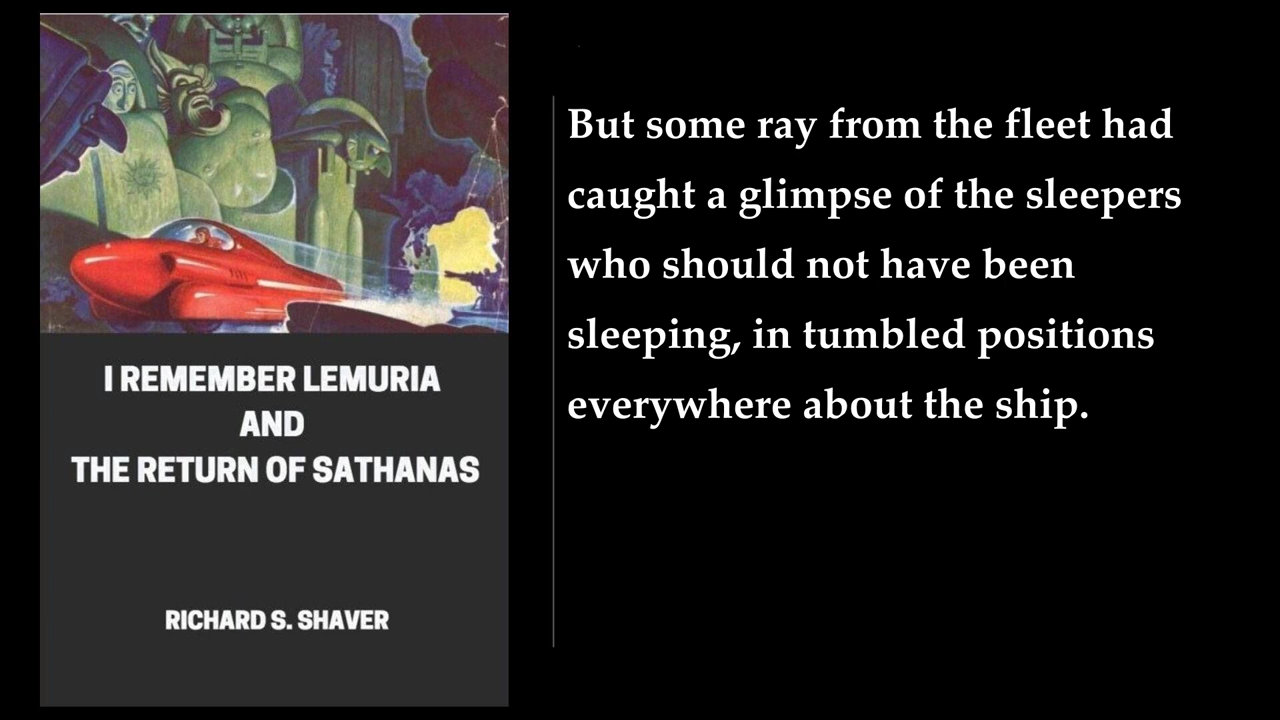 I REMEMBER LEMURIA
AND
THE RETURN OF SATHANAS
RICHARD S. SHAVER
But some ray from the fleet had
caught a glimpse of the sleepers
who should not have been
sleeping, in tumbled positions
everywhere about the ship.